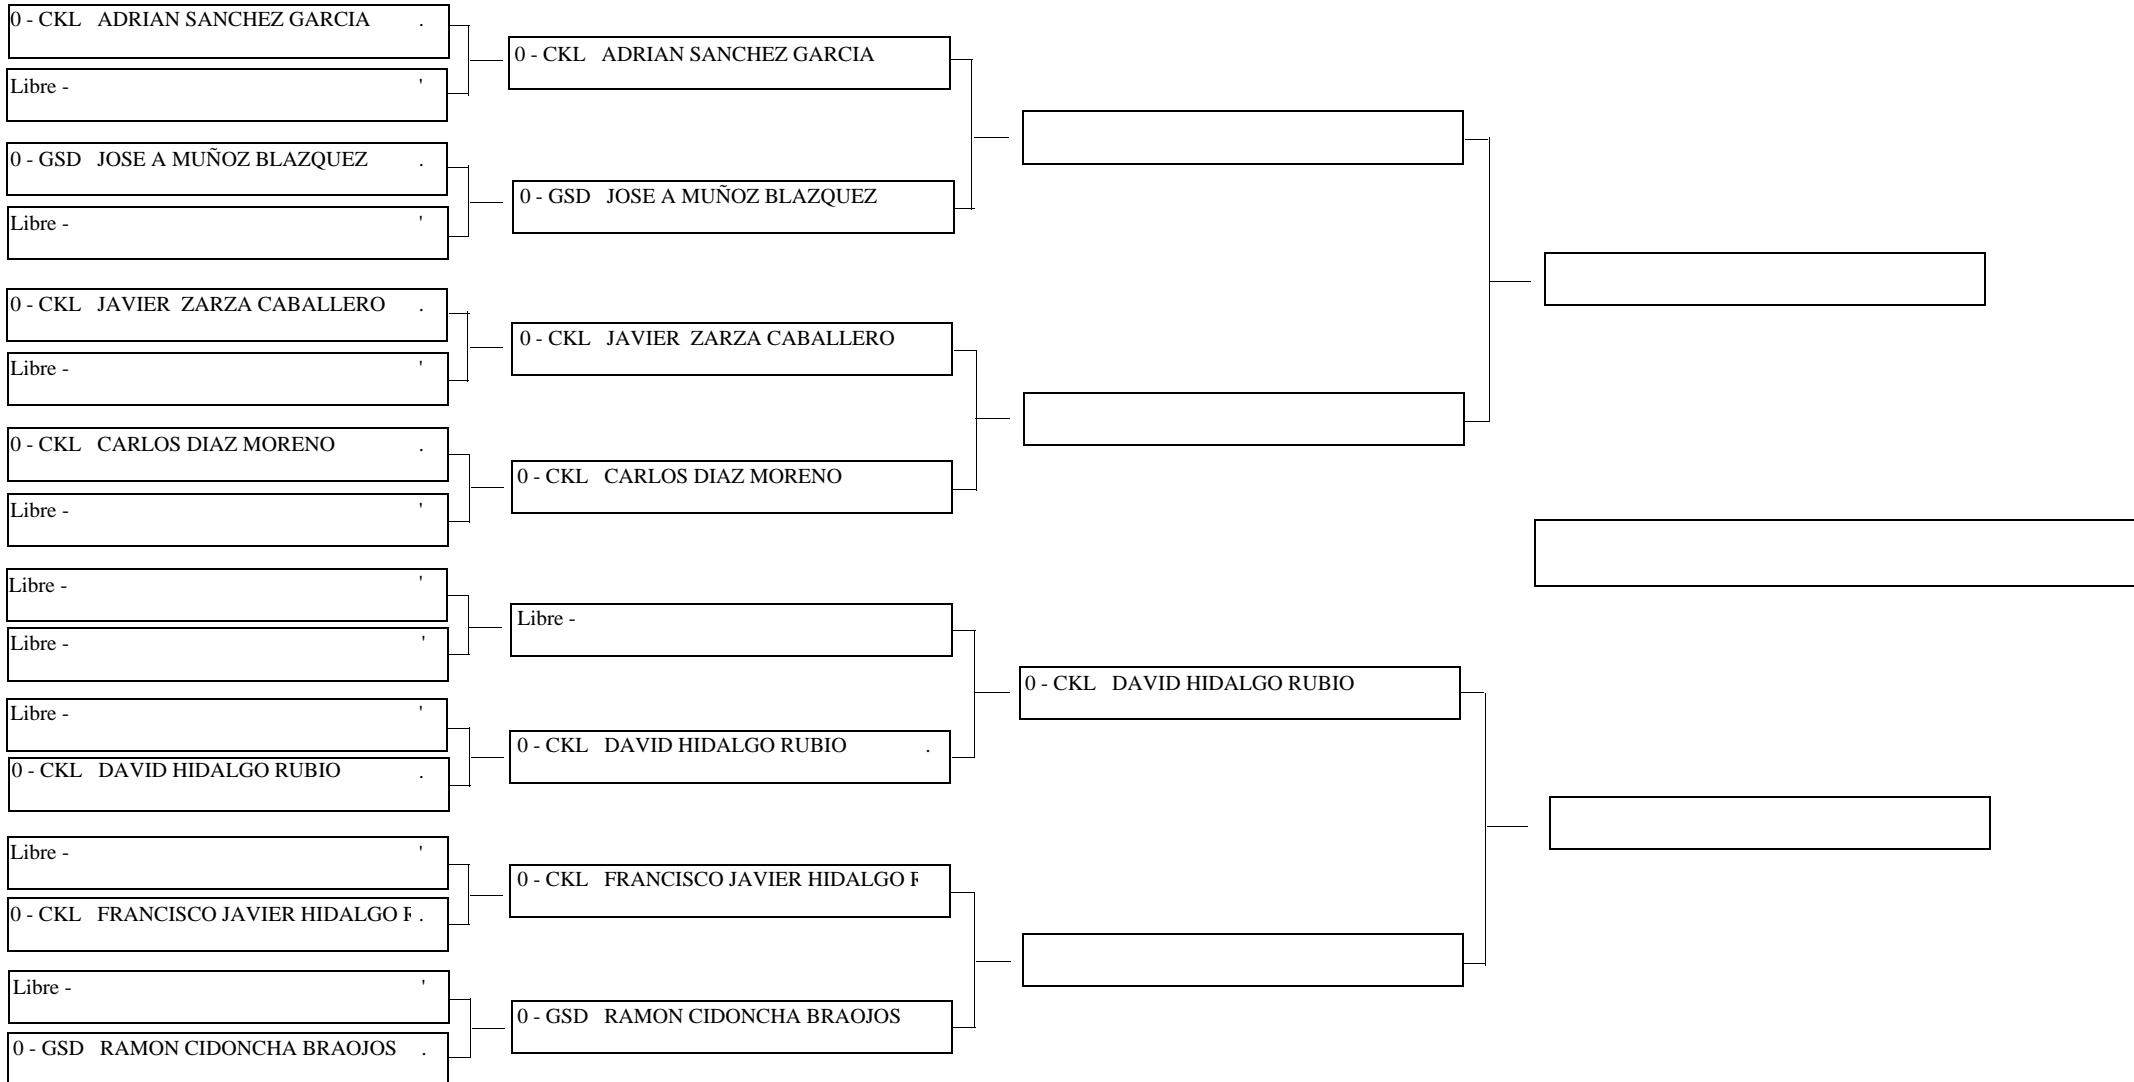 0 - CKL ADRIAN SANCHEZ GARCIA .
Libre - '
0 - GSD JOSE A MUÑOZ BLAZQUEZ .
Libre - '
0 - CKL JAVIER ZARZA CABALLERO .
Libre - '
0 - CKL CARLOS DIAZ MORENO .
Libre - '
Libre - '
Libre - '
Libre - '
0 - CKL DAVID HIDALGO RUBIO .
Libre - '
0 - CKL FRANCISCO JAVIER HIDALGO .
Libre - '
0 - GSD RAMON CIDONCHA BRAOJOS .
0 - CKL ADRIAN SANCHEZ GARCIA
0 - GSD JOSE A MUÑOZ BLAZQUEZ
0 - CKL JAVIER ZARZA CABALLERO
0 - CKL CARLOS DIAZ MORENO
Libre -
0 - CKL DAVID HIDALGO RUBIO .
0 - CKL FRANCISCO JAVIER HIDALGO
0 - GSD RAMON CIDONCHA BRAOJOS
0 - CKL DAVID HIDALGO RUBIO